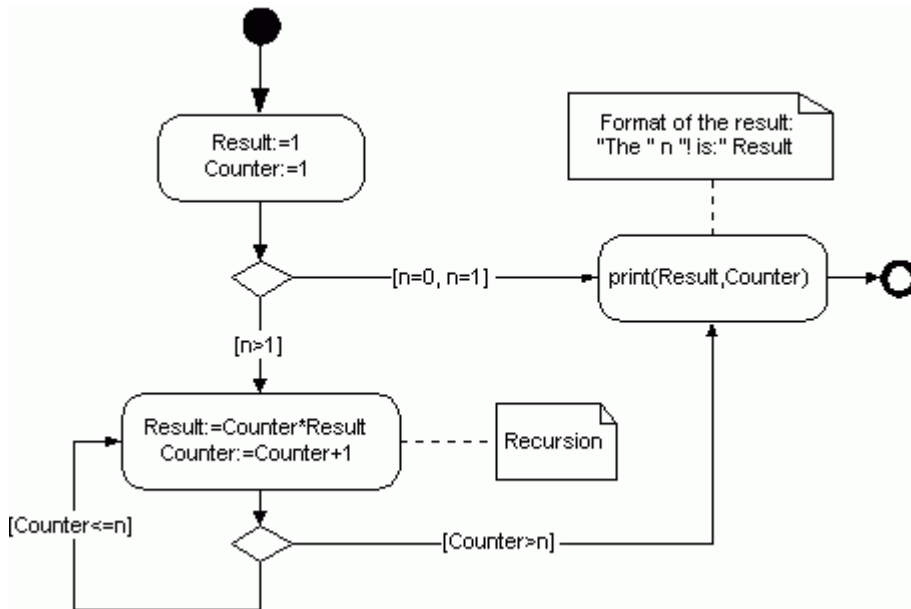 Result:=1
Counter:=1
Format of the result:
"The " n "! is:" Result
[n=0, n=1]
print(Result,Counter)
[n>1]
Result:=Counter*Result
Counter:=Counter+1
Recursion
[Counter<=n]
[Counter>n]